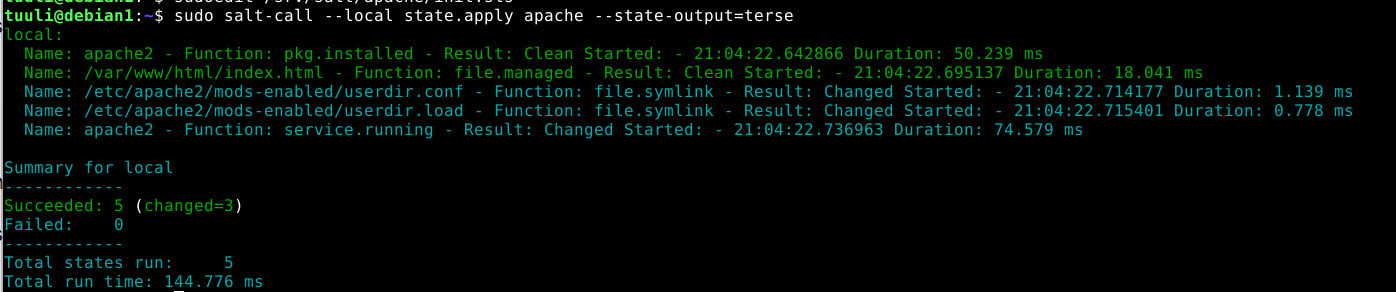 tuuli@debian1:~$ sudo salt-call --local state.apply apache --state-output=terse
local:
  Name: apache2 - Function: pkg.installed - Result: Clean Started: - 21:04:22.642866 Duration: 50.239 ms
  Name: /var/www/html/index.html - Function: file.managed - Result: Clean Started: - 21:04:22.695137 Duration: 18.041 ms
  Name: /etc/apache2/mods-enabled/userdir.conf - Function: file.symlink - Result: Changed Started: - 21:04:22.714177 Duration: 1.139 ms
  Name: /etc/apache2/mods-enabled/userdir.load - Function: file.symlink - Result: Changed Started: - 21:04:22.715401 Duration: 0.778 ms
  Name: apache2 - Function: service.running - Result: Changed Started: - 21:04:22.736963 Duration: 74.579 ms

Summary for local
------------
Succeeded: 5 (changed=3)
Failed:    0
------------
Total states run:     5
Total run time: 144.776 ms